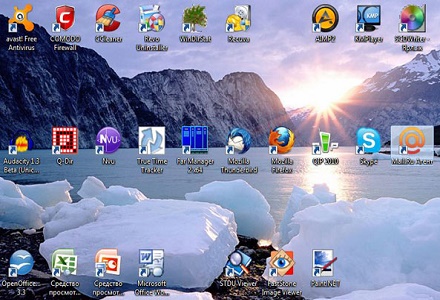 avast! Free
Antivirus
COMODO
Firewall
CCleaner
Revo
Uninstaller
WinDirStat
Recuva
AIMP2
KMPlayer
SCDWriter -
Ярлык
Audacity 1.3
Beta (Unic...
Q-Dir
Nvu
True Time
Tracker
Far Manager
2 x64
Mozilla
Thunderbird
Mozilla
Firefox
QIP 2010
Skype
Mail.Ru Агент
OpenOffice....
3.3
Средство
просмот...
Средство
просмот...
Microsoft
Office Wo...
STDU Viewer
FastStone
Image Viewer
Paint.NET